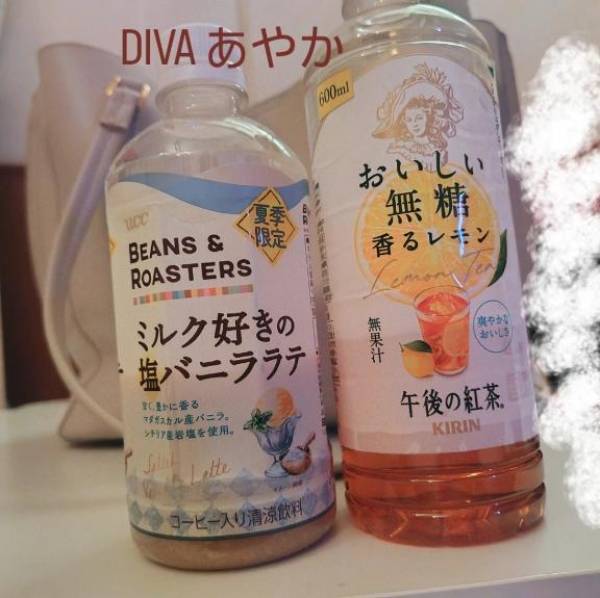 DIVA あやか
UCC
BEANS &
ROASTERS
夏季
限定
ミルク好きの
塩バニララテ
甘く、豊かに香る
マダガスカル産バニラ。
シチリア産岩塩を使用。
Latte
コーヒー入り清涼飲料
600ml
おいしい
無糖
香るレモン
Lemon Tea
無果汁
爽やかな
おいしさ
午後の紅茶®
KIRIN